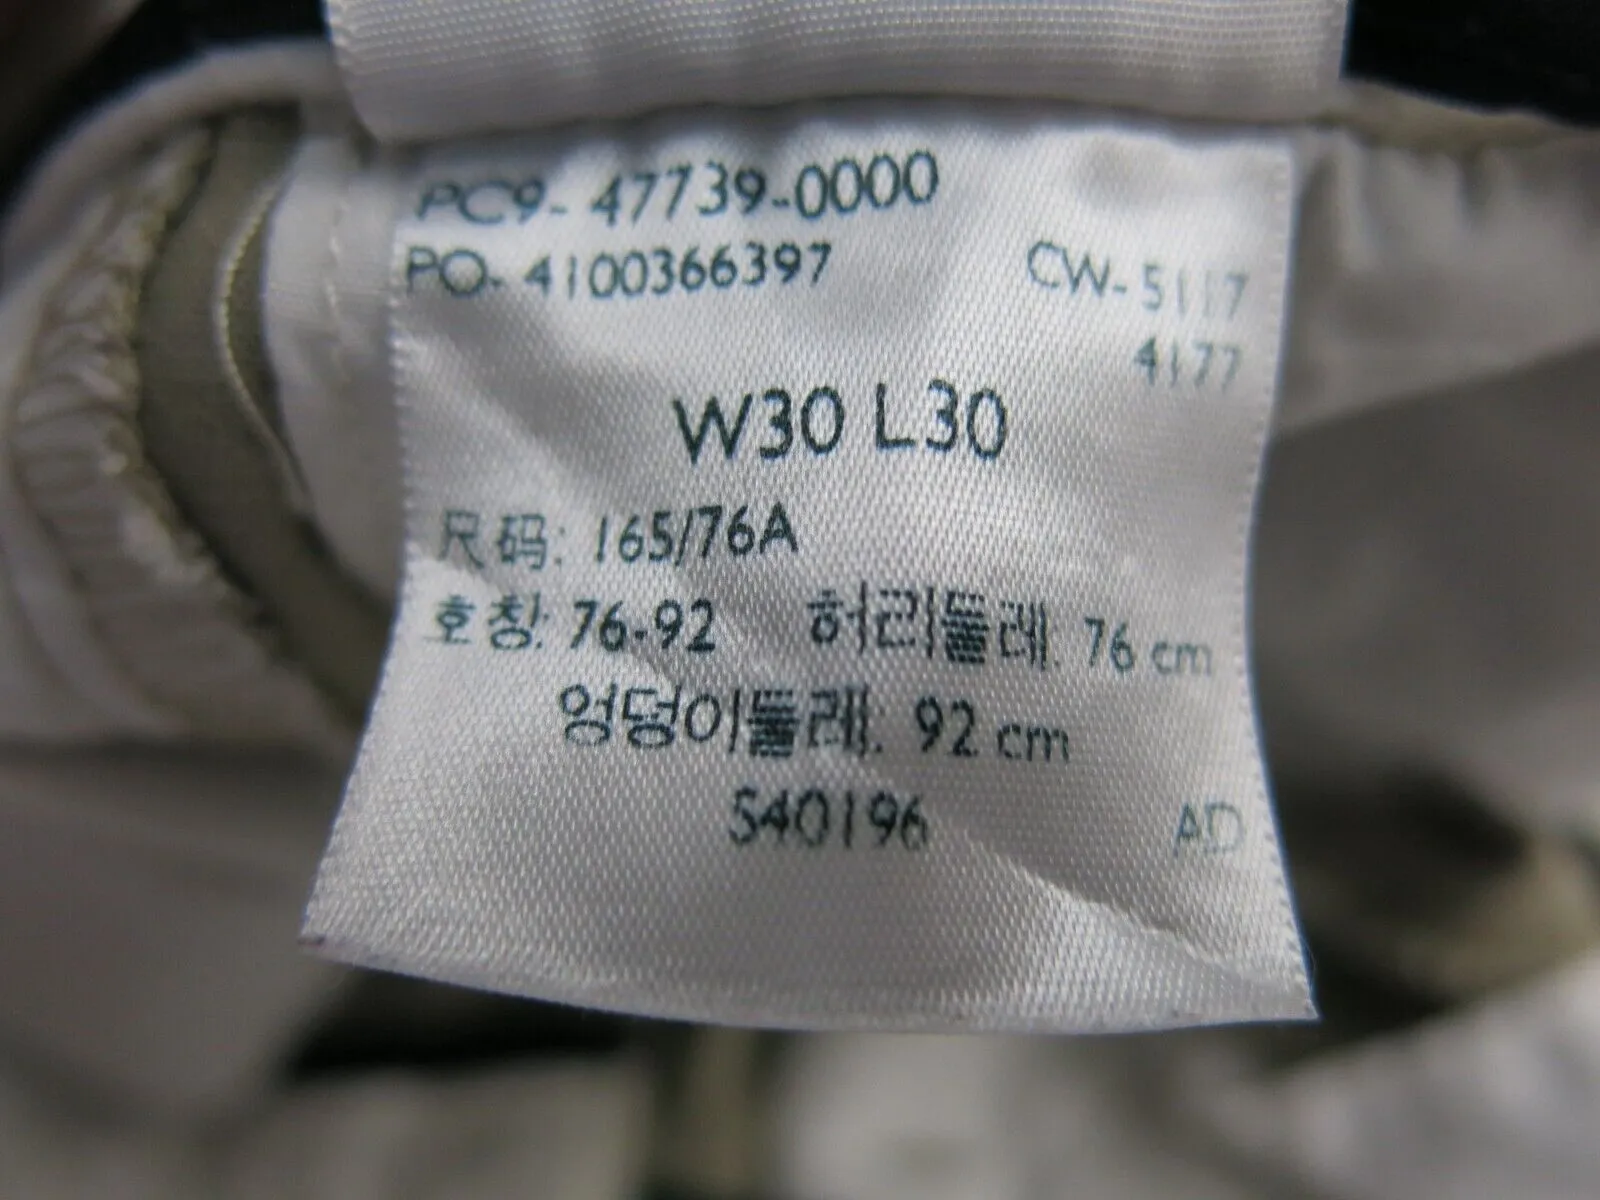 PC9- 47739-0000
PO- 4100366397 CW- 5117
4177
W30 L30
尺码: 165/76A
호칭: 76-92 허리둘레: 76 cm
엉덩이둘레: 92 cm
540196 AD